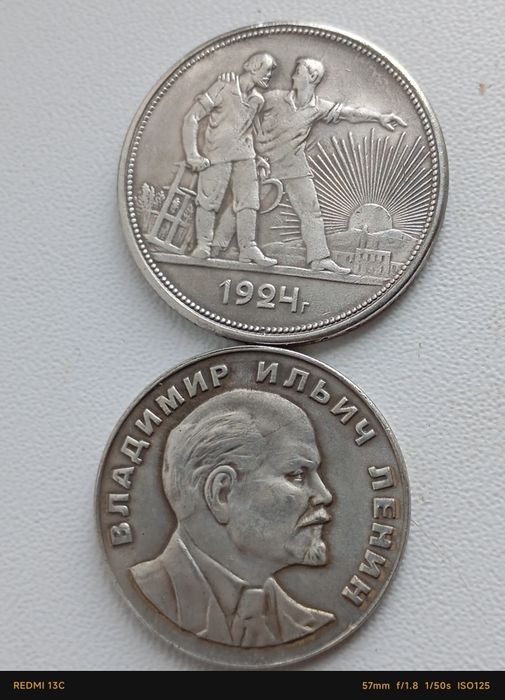 1924г
ВЛАДИМИР ИЛЬИЧ ЛЕНИН
REDMI 13C
57mm f/1.8 1/50s ISO125